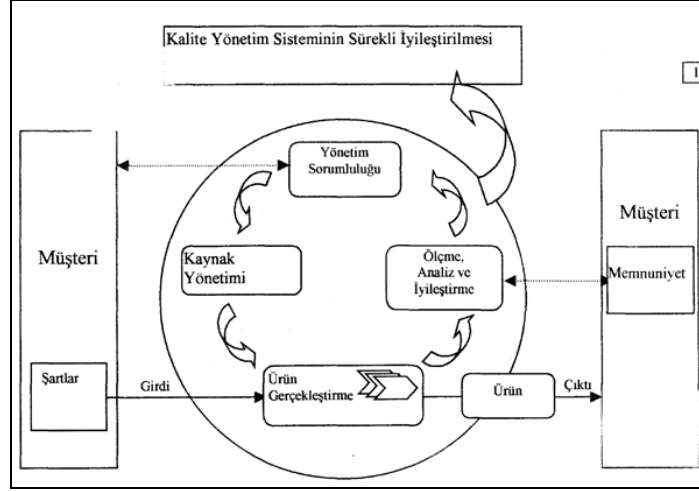 Kalite Yönetim Sisteminin Sürekli İyileştirilmesi
1
Yönetim
Sorumluluğu
Müşteri
Kaynak
Yönetimi
Ölçme,
Analiz ve
İyileştirme
Müşteri
Memnuniyet
Şartlar
Girdi
Ürün
Gerçekleştirme
Ürün
Çıktı